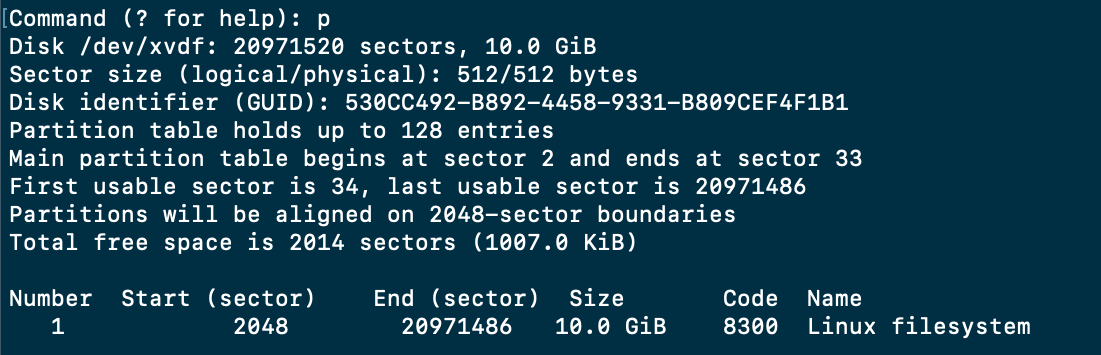 Command (? for help): p
Disk /dev/xvdf: 20971520 sectors, 10.0 GiB
Sector size (logical/physical): 512/512 bytes
Disk identifier (GUID): 530CC492-B892-4458-9331-B809CEF4F1B1
Partition table holds up to 128 entries
Main partition table begins at sector 2 and ends at sector 33
First usable sector is 34, last usable sector is 20971486
Partitions will be aligned on 2048-sector boundaries
Total free space is 2014 sectors (1007.0 KiB)

Number  Start (sector)    End (sector)  Size       Code  Name
   1            2048        20971486   10.0 GiB    8300  Linux filesystem